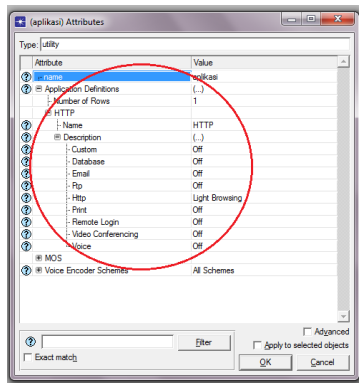 (aplikasi) Attributes
Type: utility
Attribute Value
name aplikasi
Application Definitions (...)
Number of Rows 1
HTTP
Name HTTP
Description (...)
Custom Off
Database Off
Email Off
Ftp Off
Http Light Browsing
Print Off
Remote Login Off
Video Conferencing Off
Voice Off
MOS
Voice Encoder Schemes All Schemes
Advanced
Filter Apply to selected objects
Exact match OK Cancel